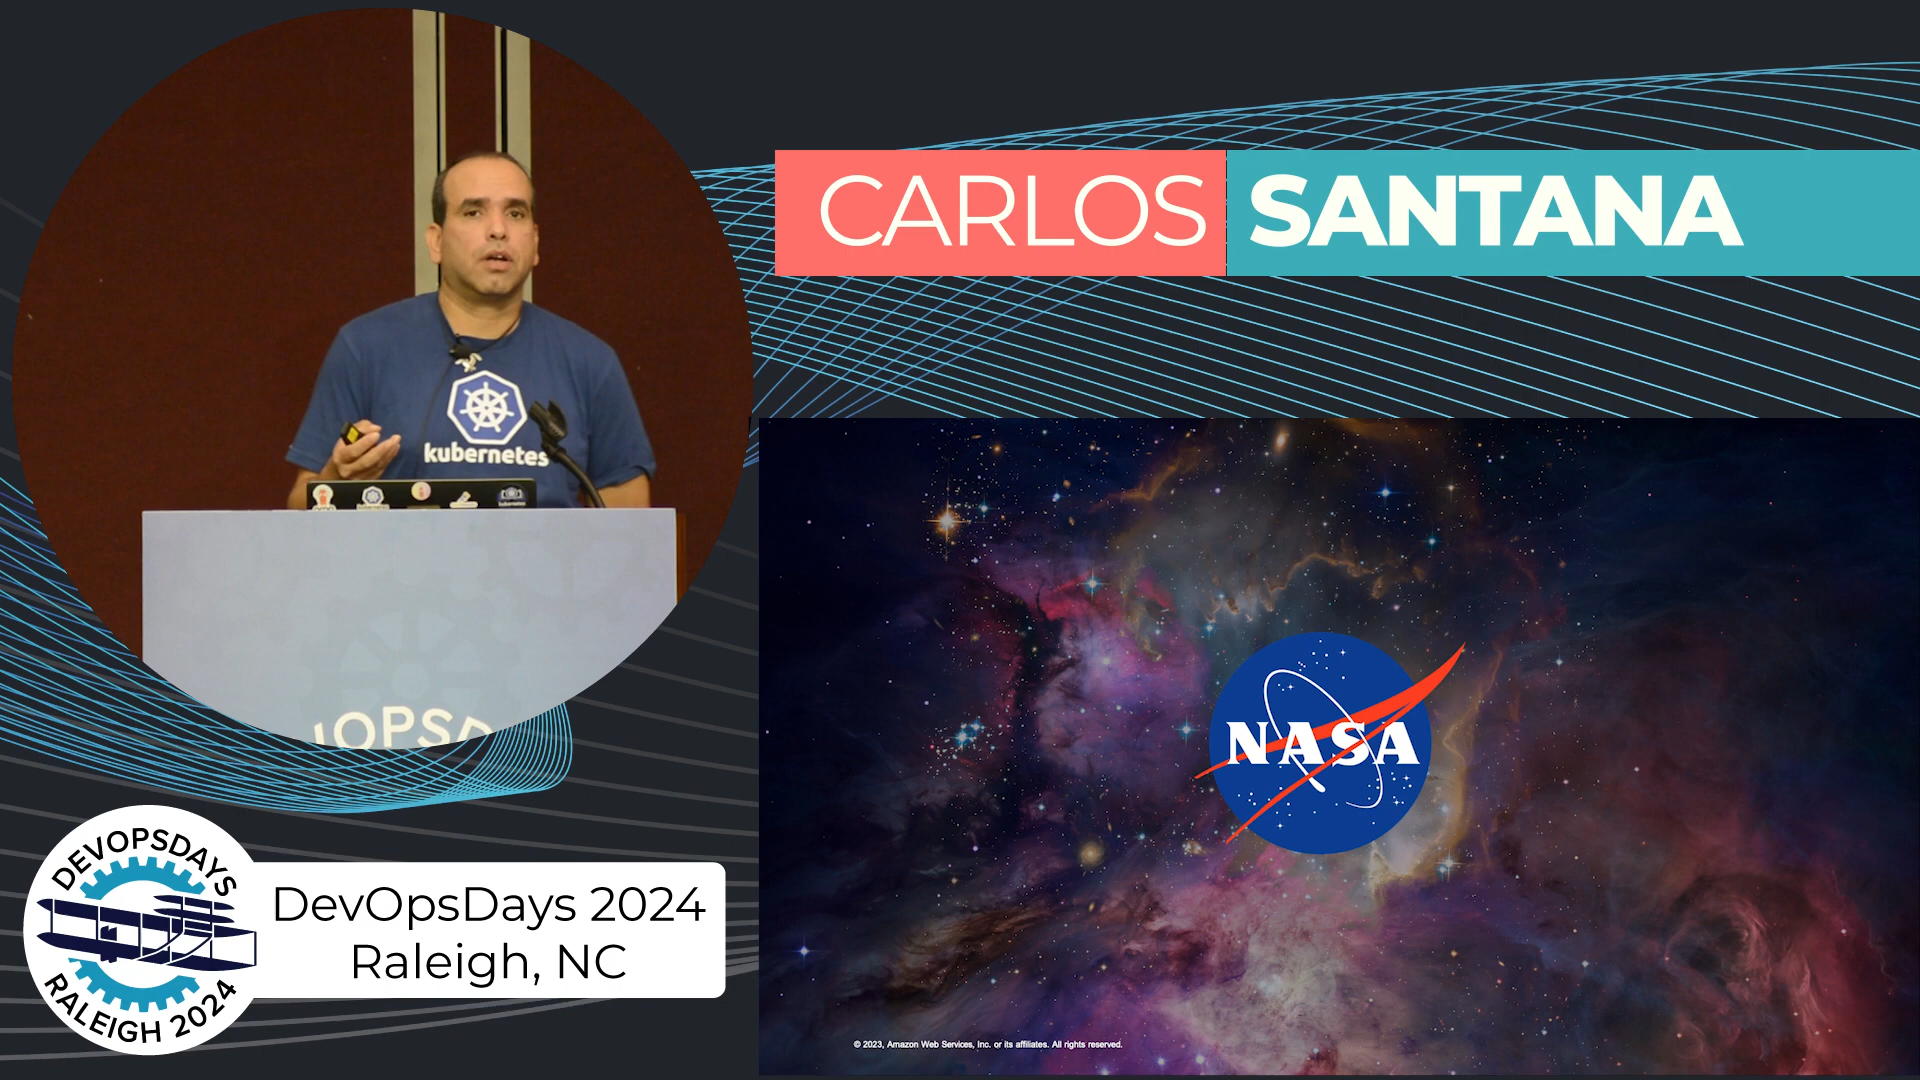 CARLOS SANTANA
kubernetes
kubernetes
NASA
© 2023, Amazon Web Services, Inc. or its affiliates. All rights reserved.
DEVOPSDAYS
RALEIGH 2024
DevOpsDays 2024
Raleigh, NC